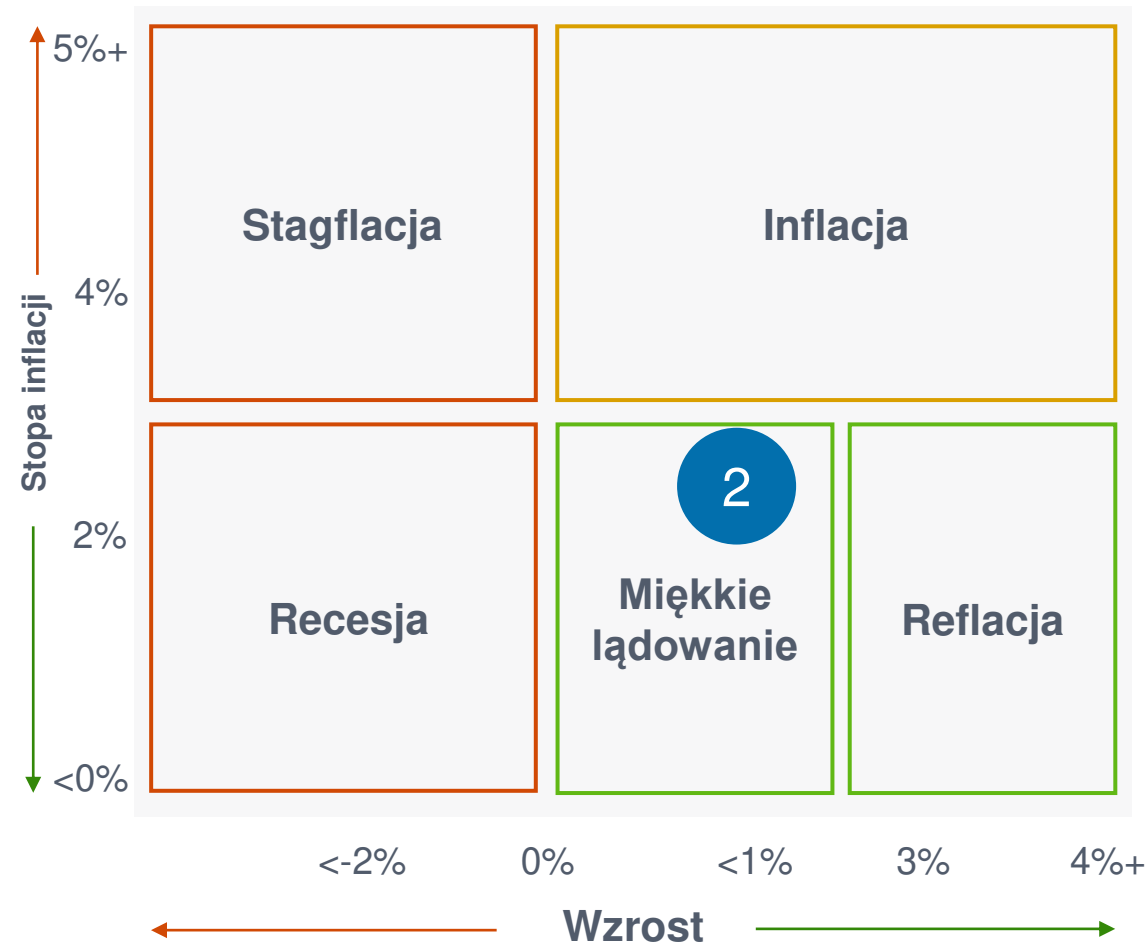 5%+
Stagflacja
Inflacja
4%
Stopa inflacji
2
2%
Miękkie
lądowanie
Recesja
Reflacja
<0%
<-2%
0%
<1%
3%
4%+
Wzrost